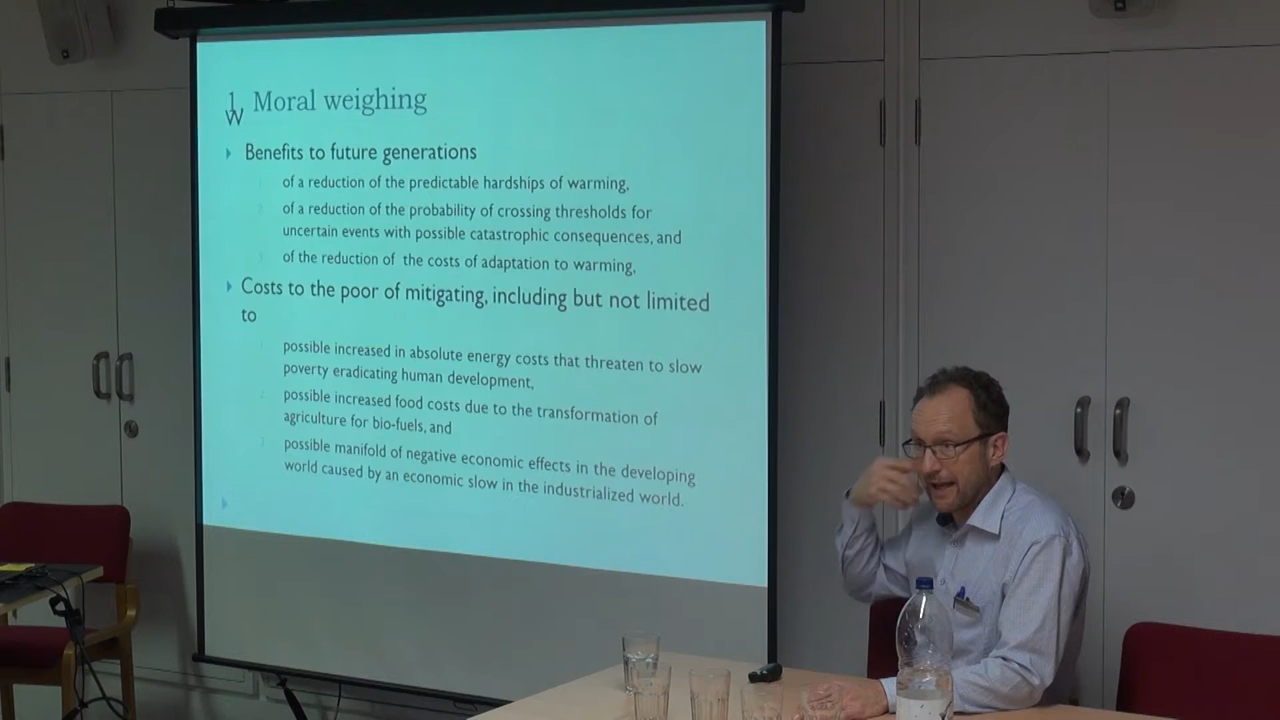 1 Moral weighing
W
Benefits to future generations
of a reduction of the predictable hardships of warming,
of a reduction of the probability of crossing thresholds for
uncertain events with possible catastrophic consequences, and
of the reduction of the costs of adaptation to warming,
Costs to the poor of mitigating, including but not limited
to
possible increased in absolute energy costs that threaten to slow
poverty eradicating human development,
possible increased food costs due to the transformation of
agriculture for bio-fuels, and
possible manifold of negative economic effects in the developing
world caused by an economic slow in the industrialized world.